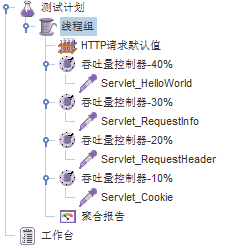 测试计划
线程组
HTTP请求默认值
吞吐量控制器-40%
Servlet_HelloWorld
吞吐量控制器-30%
Servlet_RequestInfo
吞吐量控制器-20%
Servlet_RequestHeader
吞吐量控制器-10%
Servlet_Cookie
聚合报告
工作台